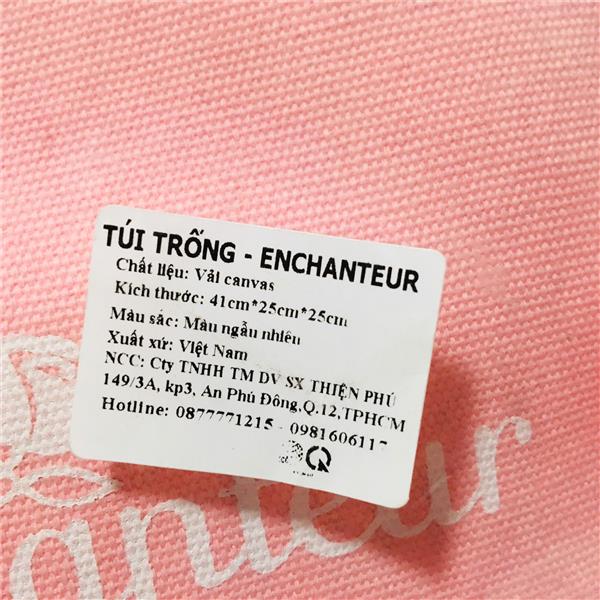 TÚI TRỐNG - ENCHANTEUR
Chất liệu: Vải canvas
Kích thước: 41cm*25cm*25cm
Màu sắc: Màu ngẫu nhiên
Xuất xứ: Việt Nam
NCC: Cty TNHH TM DV SX THIỆN PHÚ
149/3A, kp3, An Phú Đông,Q.12,TPHCM
Hotline: 0877771215 - 0981606117
anteur